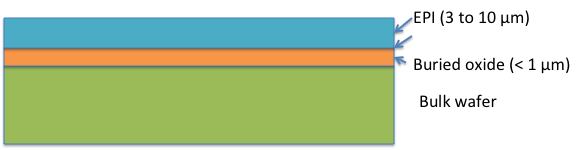 EPI (3 to 10 μm)
Buried oxide (< 1 μm)
Bulk wafer